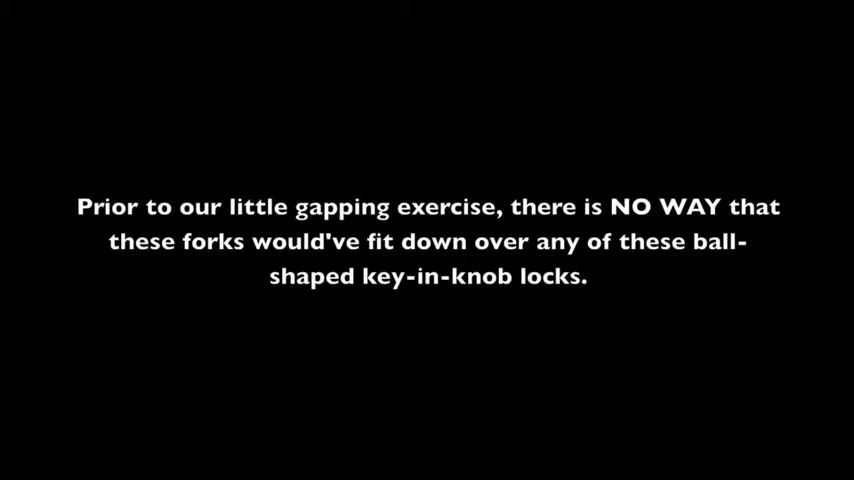 Prior to our little gapping exercise, there is NO WAY that
these forks would've fit down over any of these ball-
shaped key-in-knob locks.